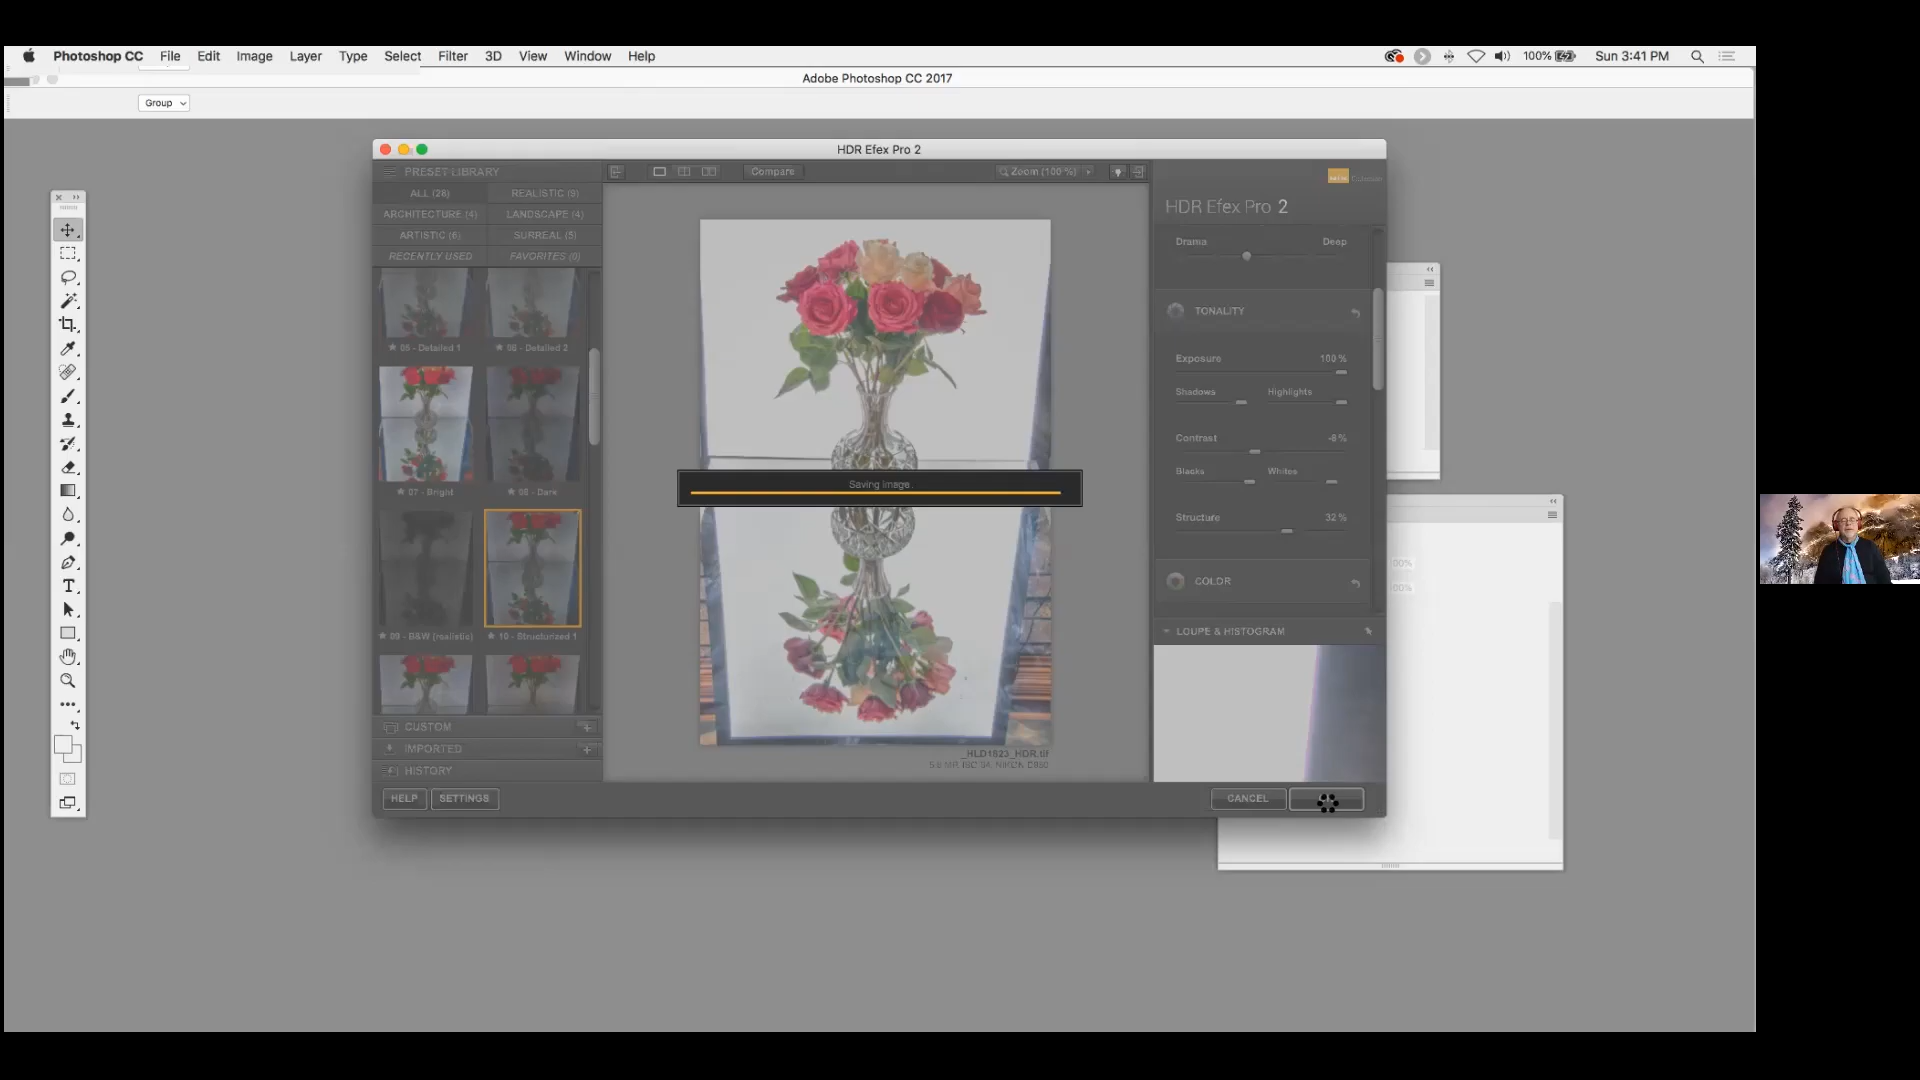 Photoshop CC File Edit Image Layer Type Select Filter 3D View Window Help 100% Sun 3:41 PM
Adobe Photoshop CC 2017
Group
HDR Efex Pro 2
PRESET LIBRARY
Compare
Zoom (100 %)
ALL (28)
REALISTIC (9)
ARCHITECTURE (4)
LANDSCAPE (4)
ARTISTIC (6)
SURREAL (5)
RECENTLY USED
FAVORITES (0)
05 - Detailed 1
06 - Detailed 2
07 - Bright
08 - Dark
09 - B&W (realistic)
10 - Structurized 1
CUSTOM
IMPORTED
HISTORY
HELP
SETTINGS
Saving image.
_HLD1823_HDR.tif
HDR Efex Pro 2
Drama
Deep
TONALITY
Exposure
100 %
Shadows
Highlights
Contrast
-8 %
Blacks
Whites
Structure
32 %
COLOR
LOUPE & HISTOGRAM
CANCEL
T